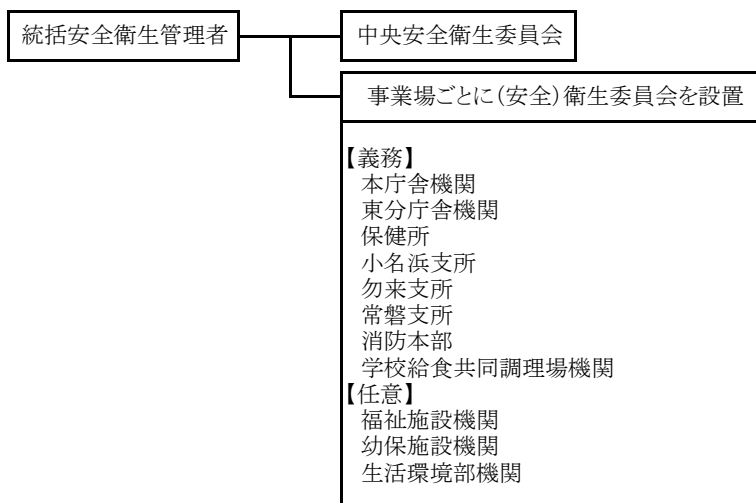 統括安全衛生管理者
中央安全衛生委員会
事業場ごとに(安全)衛生委員会を設置
【義務】
本庁舎機関
東分庁舎機関
保健所
小名浜支所
勿来支所
常磐支所
消防本部
学校給食共同調理場機関
【任意】
福祉施設機関
幼保施設機関
生活環境部機関